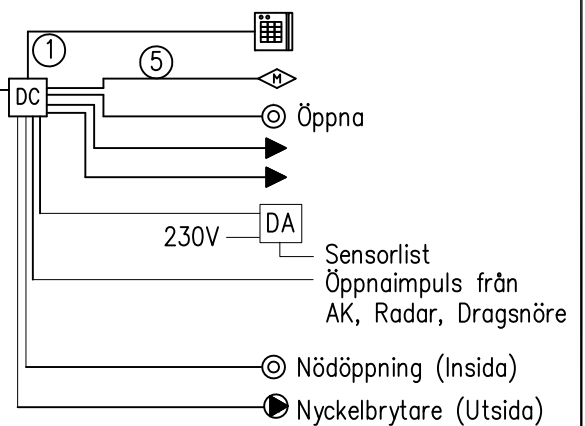 1
5
M
DC
Öppna
DA
230V
Sensorlist
Öppnaimpuls från
AK, Radar, Dragsnöre
Nödöppning (Insida)
Nyckelbrytare (Utsida)